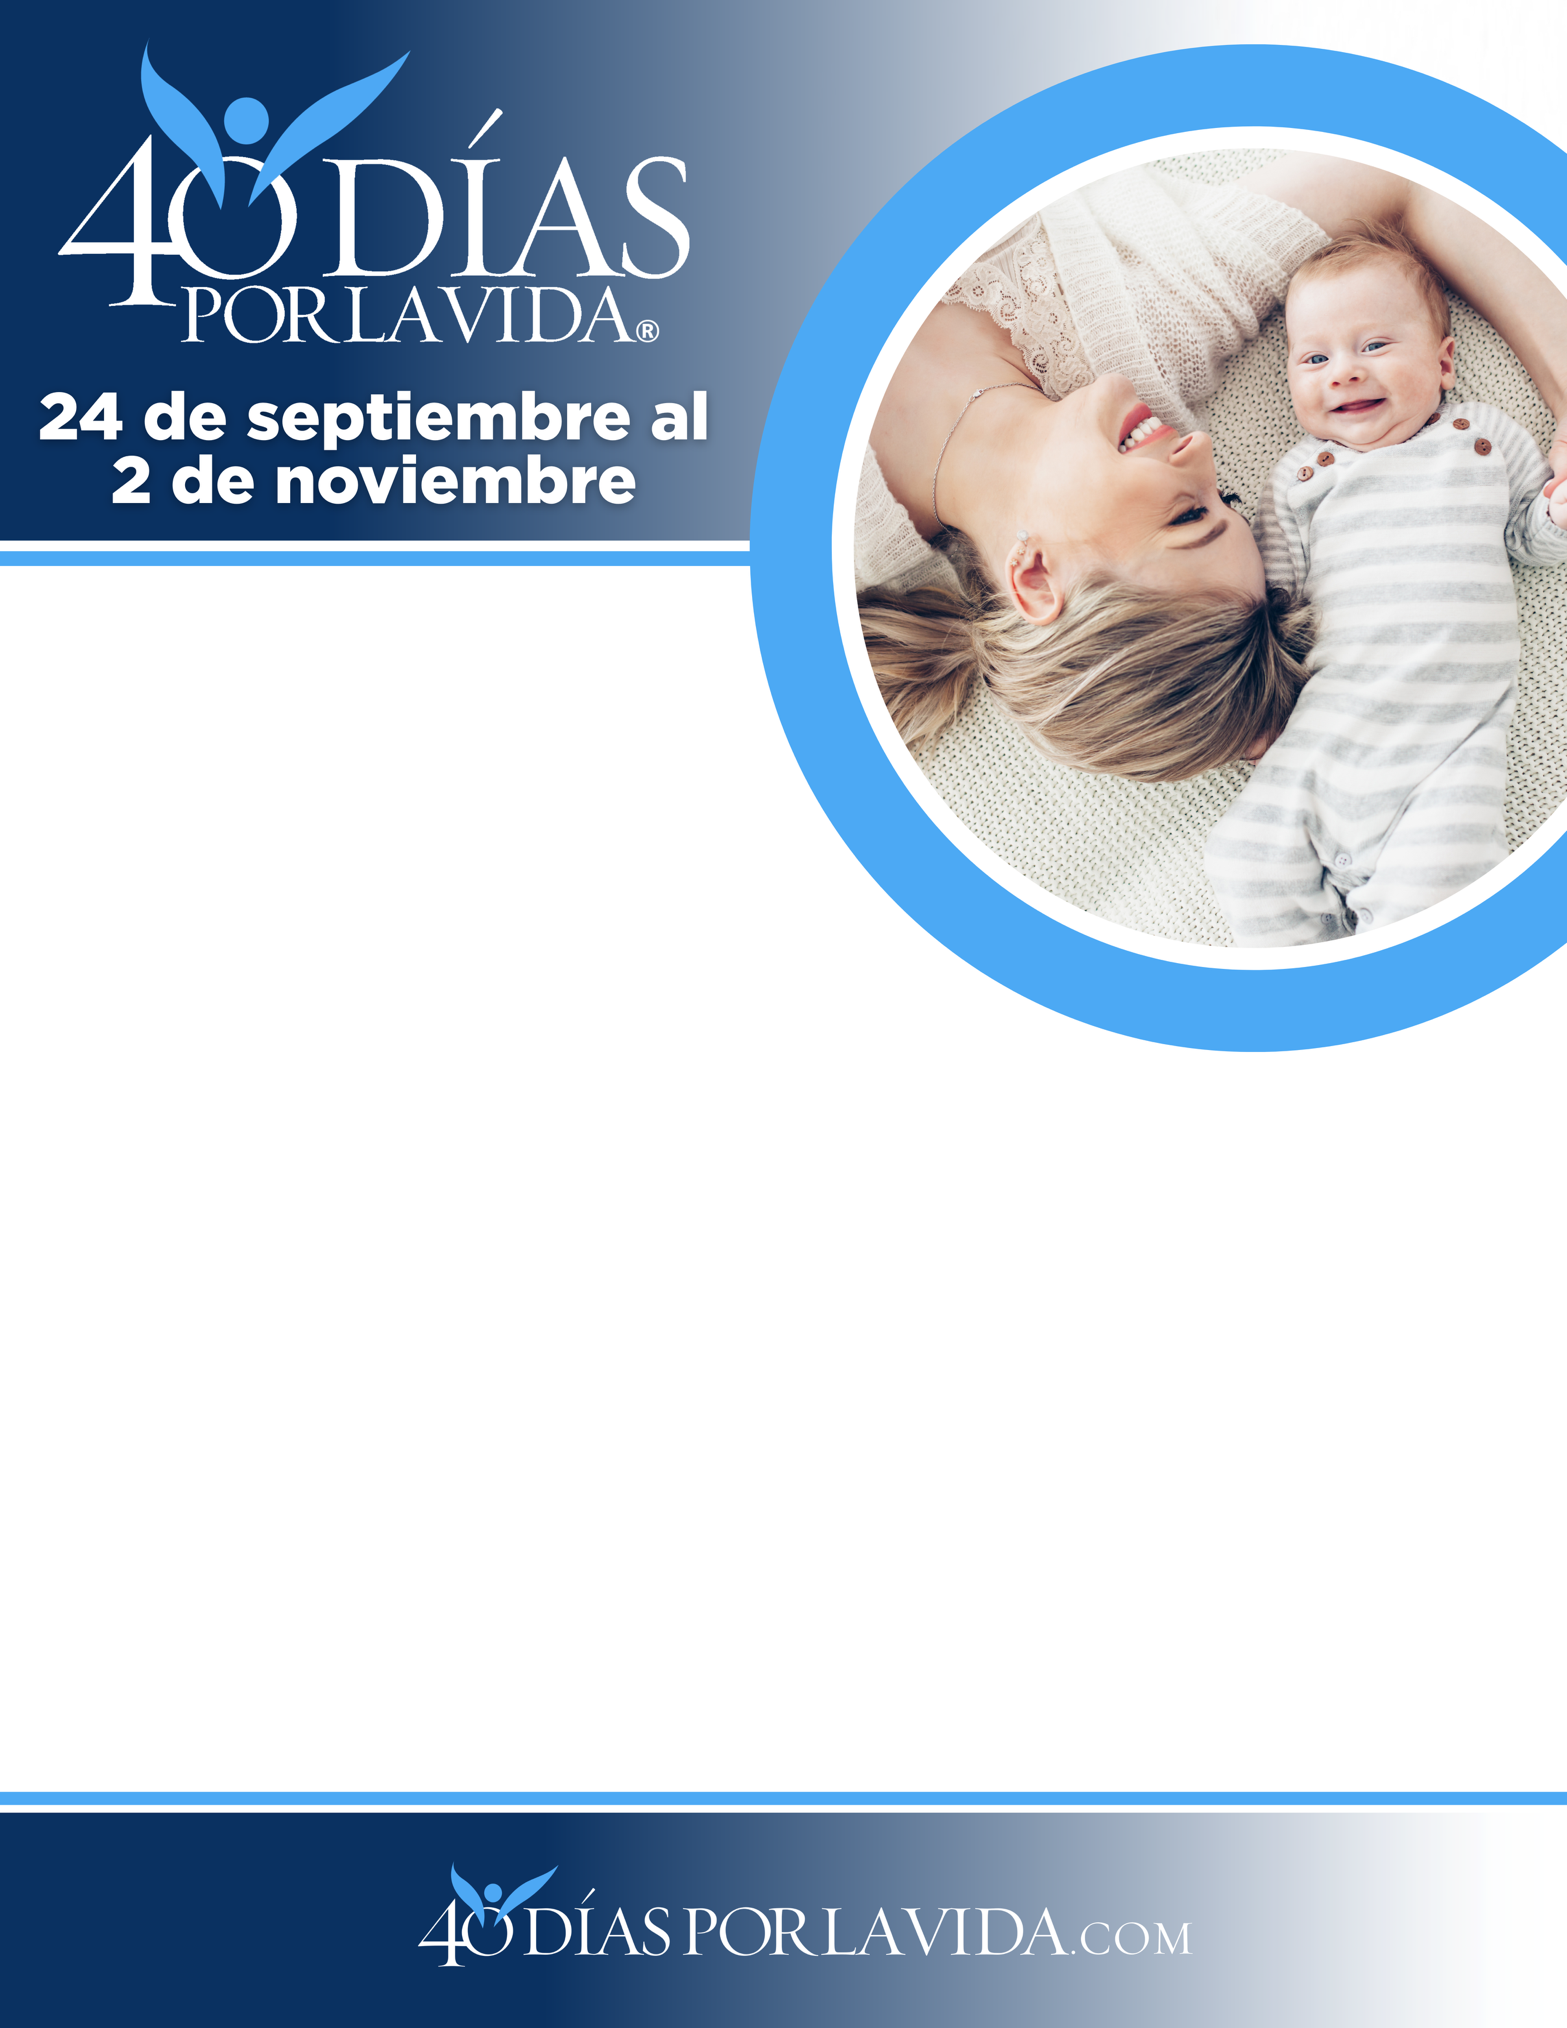 40 DÍAS
POR LA VIDA®
24 de septiembre al
2 de noviembre
40 DÍAS POR LA VIDA.COM